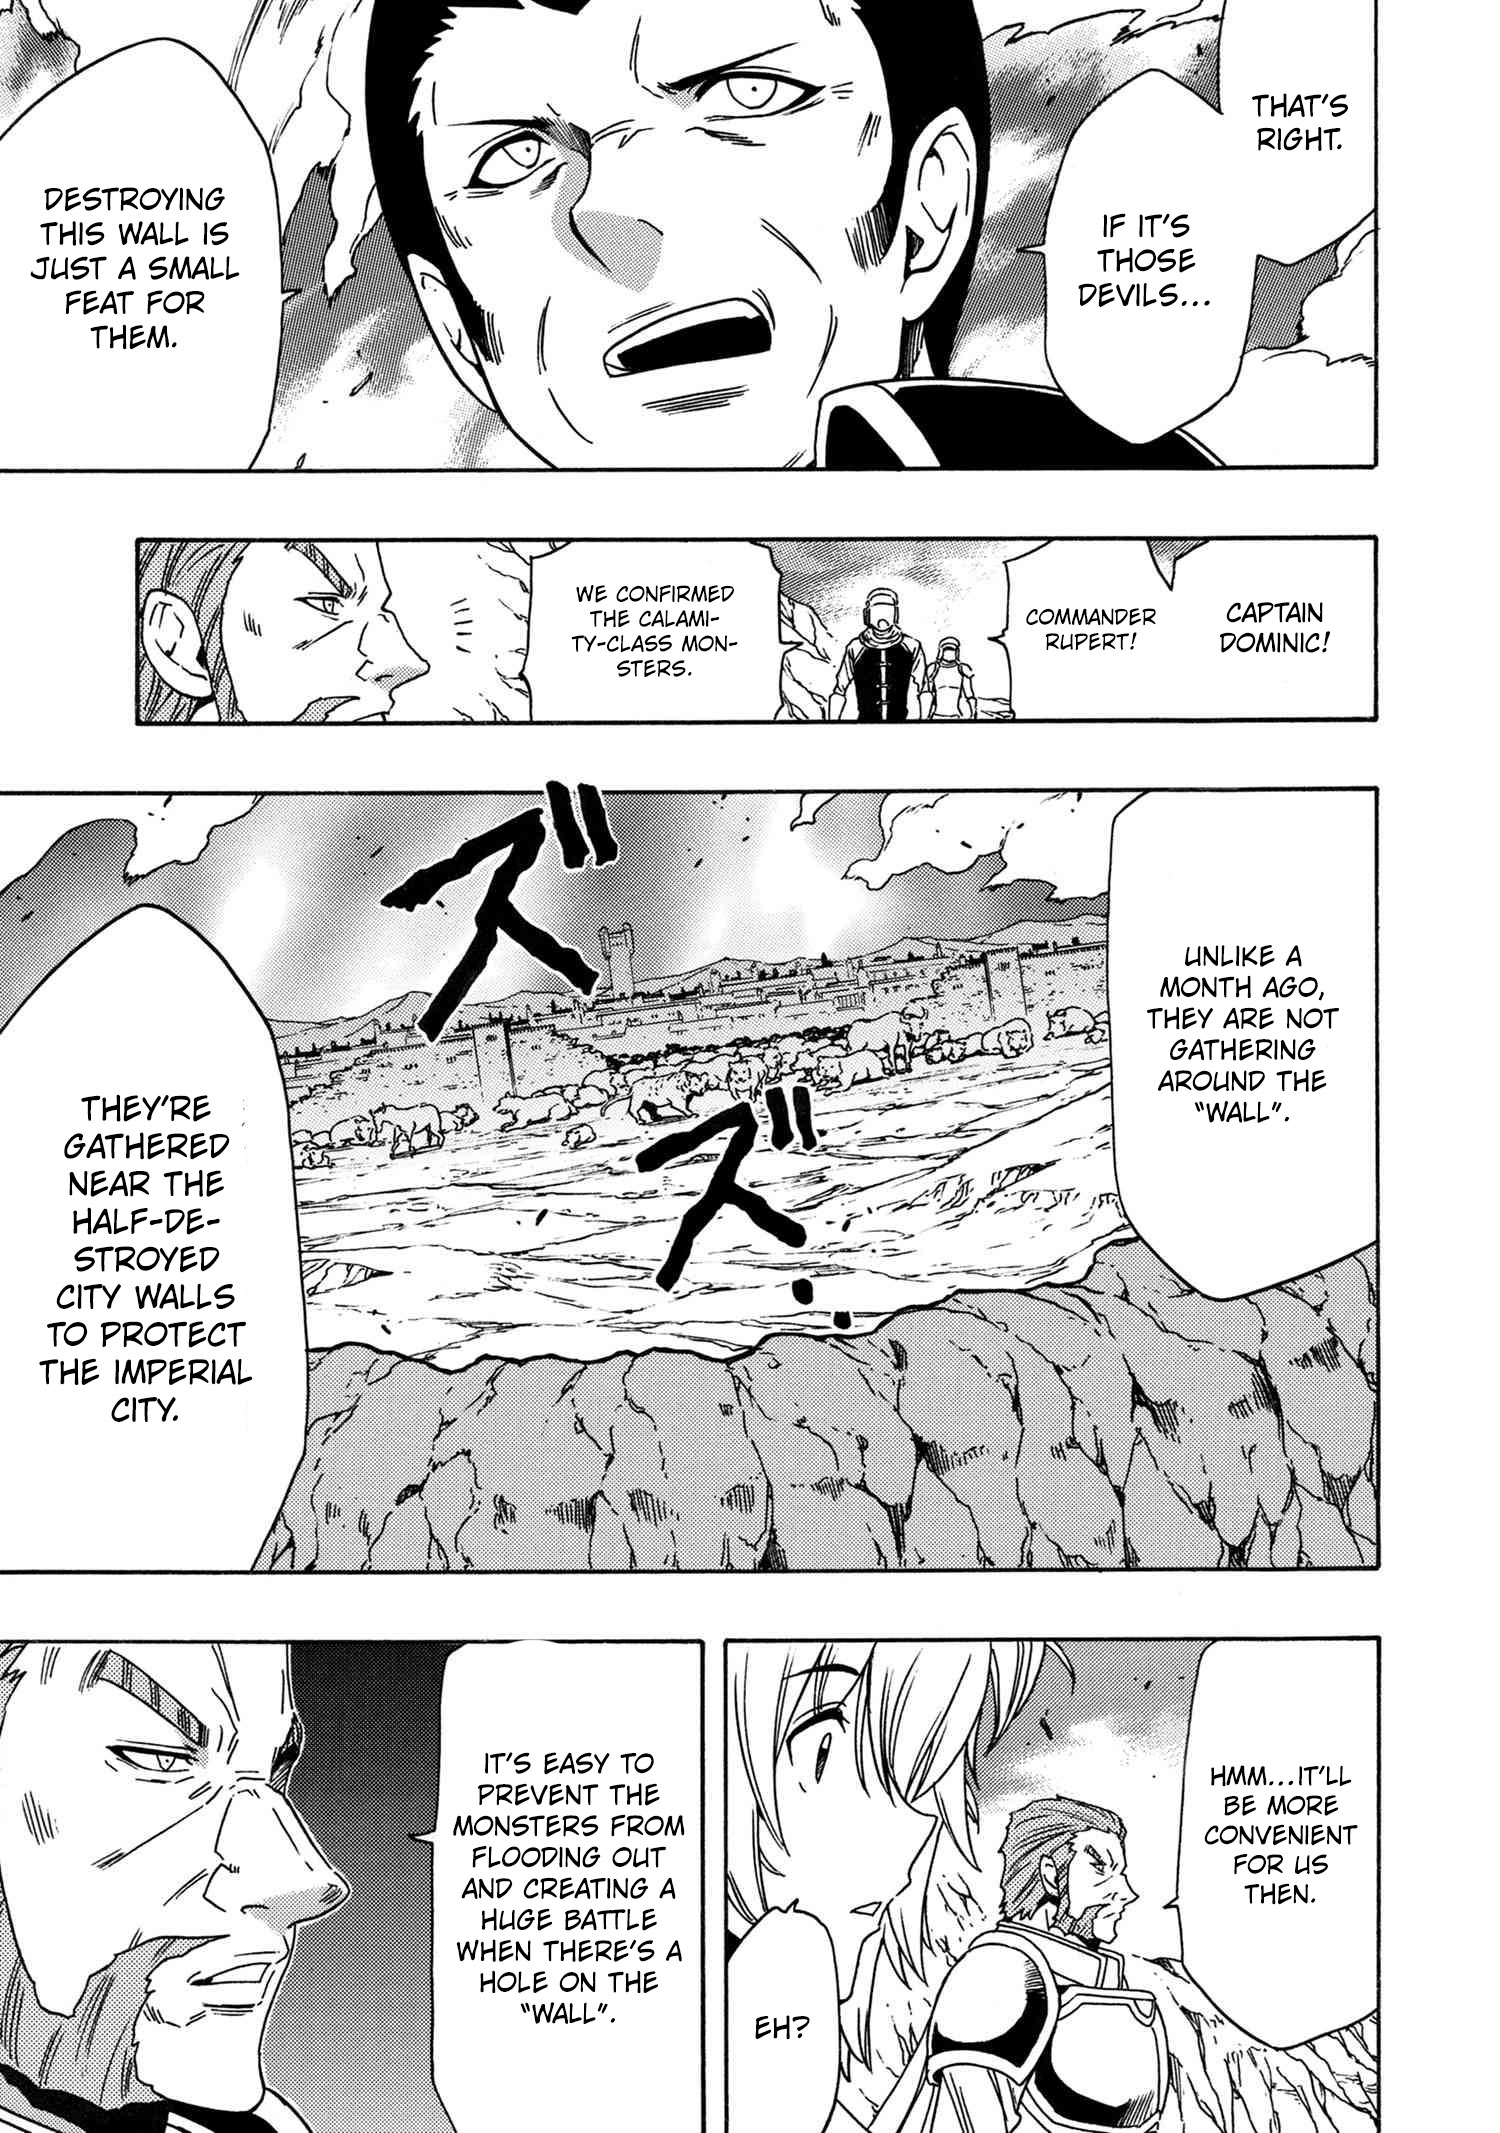 THAT'S
RIGHT.
IF IT'S
THOSE
DEVILS...
DESTROYING
THIS WALL IS
JUST A SMALL
FEAT FOR
THEM.
CAPTAIN
DOMINIC!
COMMANDER
RUPERT!
WE CONFIRMED
THE CALAMI-
TY-CLASS MON-
STERS.
UNLIKE A
MONTH AGO,
THEY ARE NOT
GATHERING
AROUND THE
"WALL".
ズ
ズ
THEY'RE
GATHERED
NEAR THE
HALF-DE-
STROYED
CITY WALLS
TO PROTECT
THE IMPERIAL
CITY.
HMM...IT'LL
BE MORE
CONVENIENT
FOR US
THEN.
EH?
IT'S EASY TO
PREVENT THE
MONSTERS FROM
FLOODING OUT
AND CREATING A
HUGE BATTLE
WHEN THERE'S A
HOLE ON THE
"WALL".